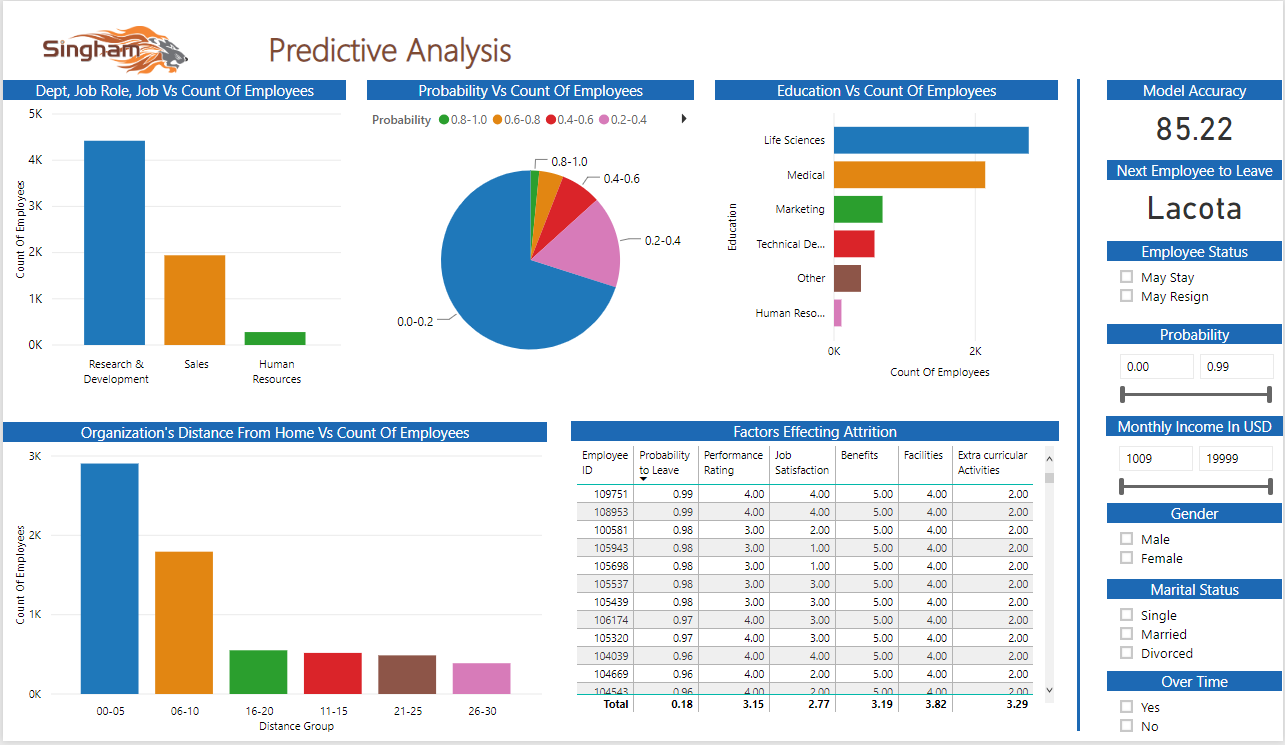 Singham
Predictive Analysis
Dept, Job Role, Job Vs Count Of Employees
Count Of Employees
5K
4K
3K
2K
1K
0K
Research & Development
Sales
Human Resources
Probability Vs Count Of Employees
Probability 0.8-1.0 0.6-0.8 0.4-0.6 0.2-0.4
0.8-1.0
0.4-0.6
0.2-0.4
0.0-0.2
Education Vs Count Of Employees
Education
Life Sciences
Medical
Marketing
Technical De...
Other
Human Reso...
0K 2K
Count Of Employees
Organization's Distance From Home Vs Count Of Employees
Count Of Employees
3K
2K
1K
0K
00-05 06-10 16-20 11-15 21-25 26-30
Distance Group
Factors Effecting Attrition
Employee ID Probability to Leave Performance Rating Job Satisfaction Benefits Facilities Extra curricular Activities
109751 0.99 4.00 4.00 5.00 4.00 2.00
108953 0.99 4.00 4.00 5.00 4.00 2.00
100581 0.98 3.00 2.00 5.00 4.00 2.00
105943 0.98 3.00 1.00 5.00 4.00 2.00
105698 0.98 3.00 1.00 5.00 4.00 2.00
105537 0.98 3.00 3.00 5.00 4.00 2.00
105439 0.98 3.00 3.00 5.00 4.00 2.00
106174 0.97 4.00 3.00 5.00 4.00 2.00
105320 0.97 4.00 3.00 5.00 4.00 2.00
104039 0.96 4.00 4.00 5.00 4.00 2.00
104669 0.96 4.00 2.00 5.00 4.00 2.00
104543 0.96 4.00 2.00 5.00 4.00 2.00
Total 0.18 3.15 2.77 3.19 3.82 3.29
Model Accuracy
85.22
Next Employee to Leave
Lacota
Employee Status
May Stay
May Resign
Probability
0.00 0.99
Monthly Income In USD
1009 19999
Gender
Male
Female
Marital Status
Single
Married
Divorced
Over Time
Yes
No